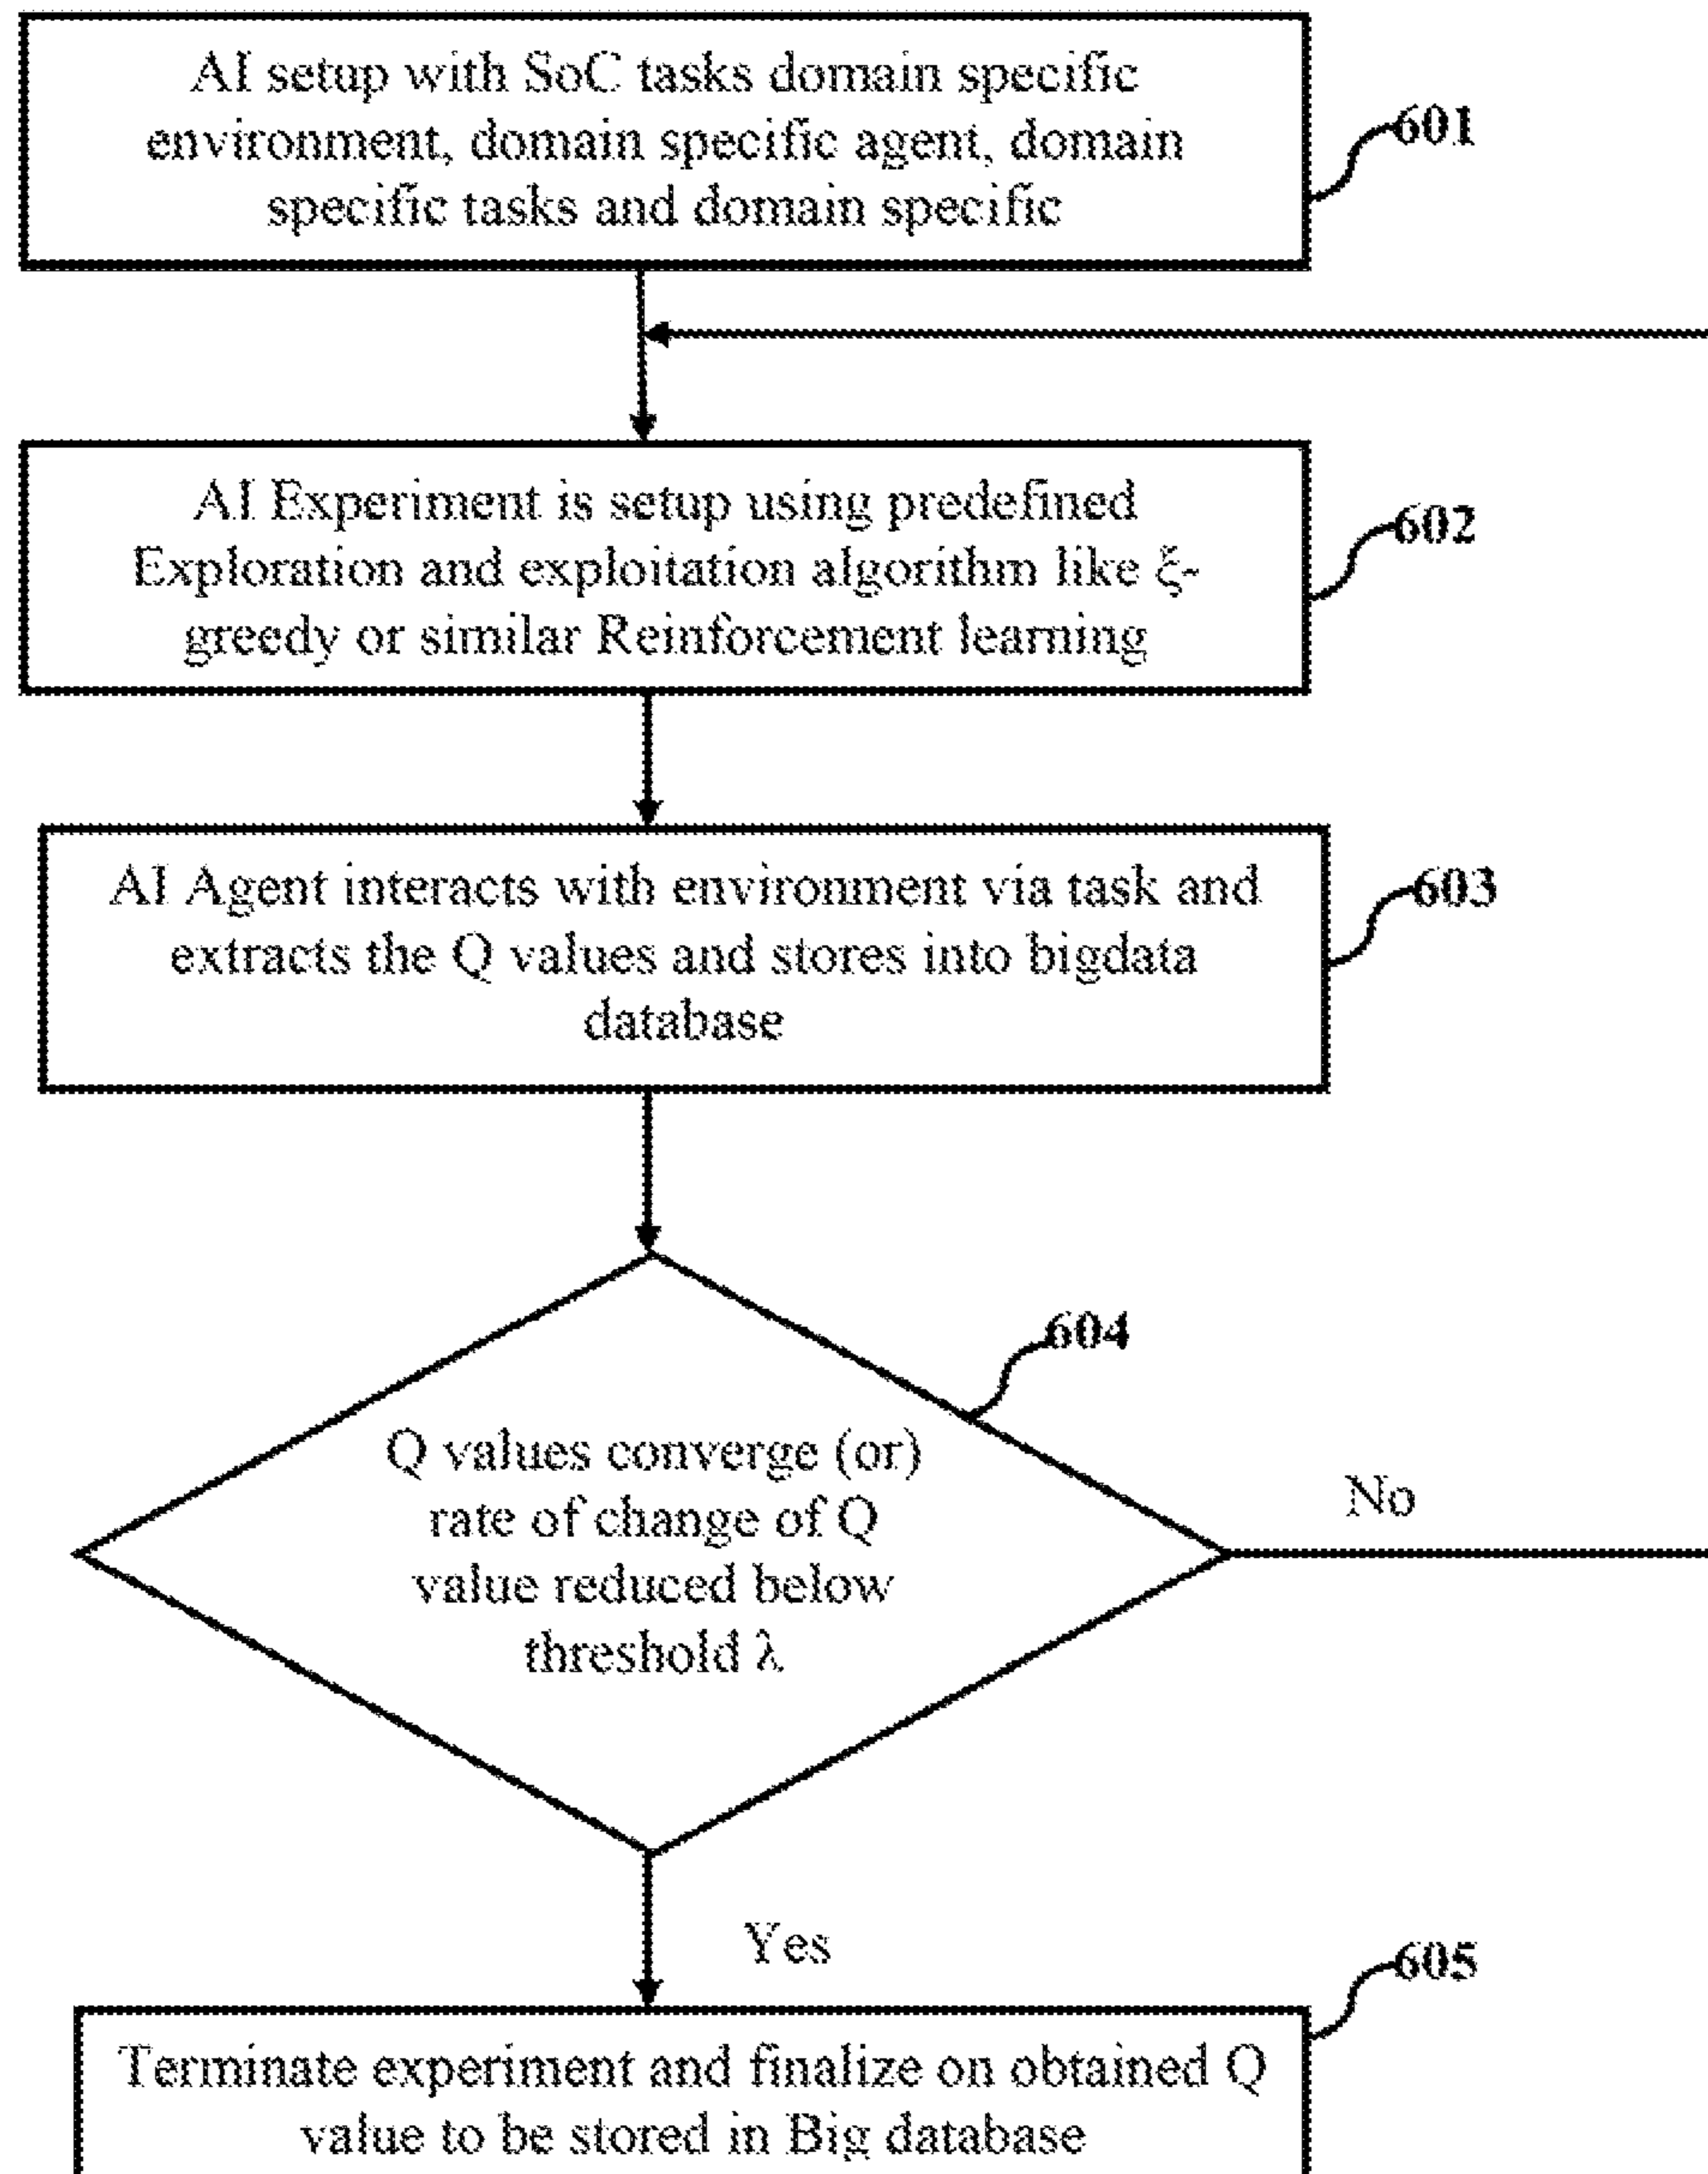 AI setup with SoC tasks domain specific
environment, domain specific agent, domain
specific tasks and domain specific
601
AI Experiment is setup using predefined
Exploration and exploitation algorithm like ξ-
greedy or similar Reinforcement learning
602
AI Agent interacts with environment via task and
extracts the Q values and stores into bigdata
database
603
604
Q values converge (or)
rate of change of Q
value reduced below
threshold λ
No
Yes
605
Terminate experiment and finalize on obtained Q
value to be stored in Big database